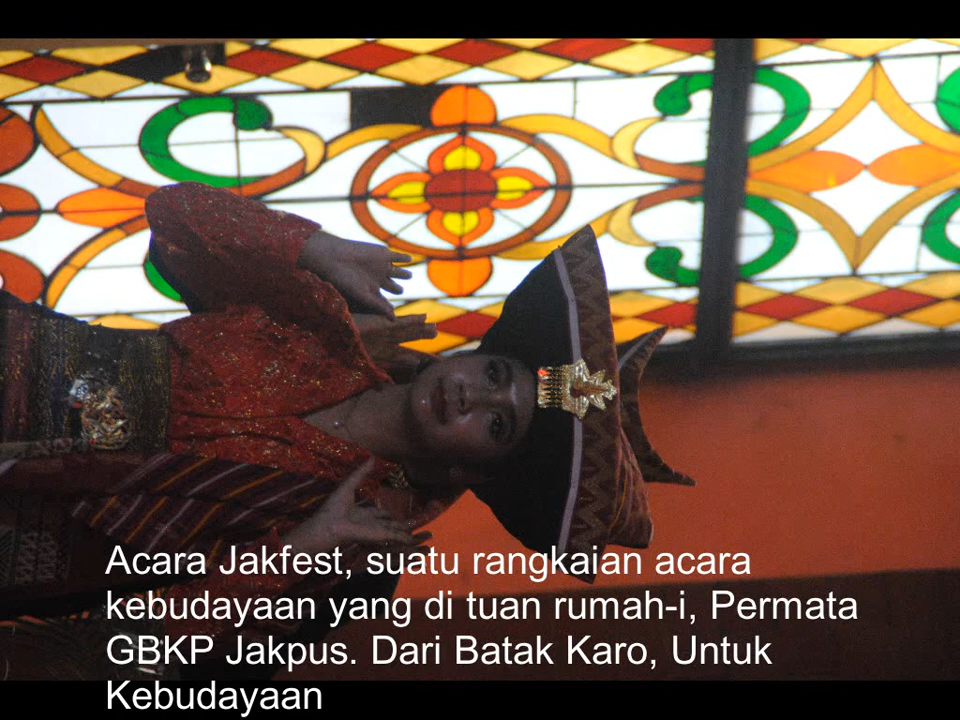 Acara Jakfest, suatu rangkaian acara
kebudayaan yang di tuan rumah-i, Permata
GBKP Jakpus. Dari Batak Karo, Untuk
Kebudayaan